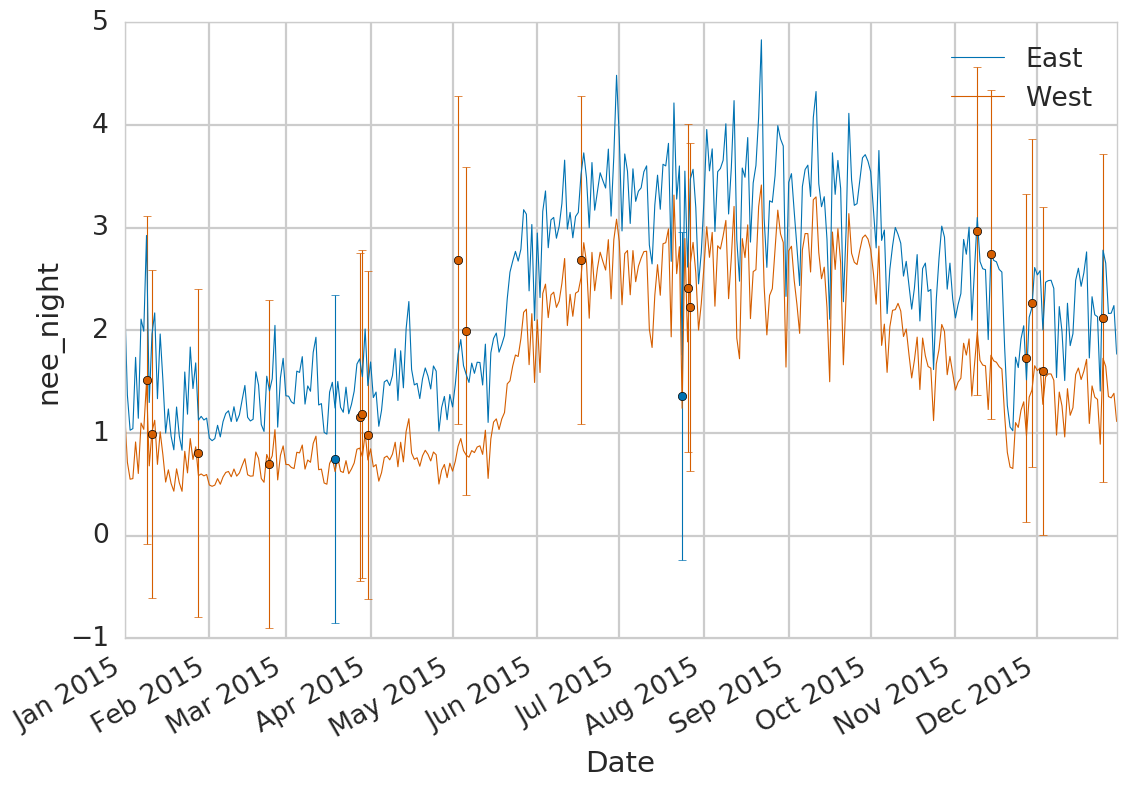 nee_night
5
4
3
2
1
0
−1
East
West
Jan 2015
Feb 2015
Mar 2015
Apr 2015
May 2015
Jun 2015
Jul 2015
Aug 2015
Sep 2015
Oct 2015
Nov 2015
Dec 2015
Date